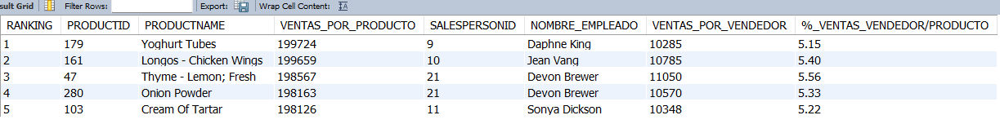 sult Grid Filter Rows: Export: Wrap Cell Content:
RANKING PRODUCTID PRODUCTNAME VENTAS_POR_PRODUCTO SALESPERSONID NOMBRE_EMPLEADO VENTAS_POR_VENDEDOR %_VENTAS_VENDEDOR/PRODUCTO
1 179 Yoghurt Tubes 199724 9 Daphne King 10285 5.15
2 161 Longos - Chicken Wings 199659 10 Jean Vang 10785 5.40
3 47 Thyme - Lemon; Fresh 198567 21 Devon Brewer 11050 5.56
4 280 Onion Powder 198163 21 Devon Brewer 10570 5.33
5 103 Cream Of Tartar 198126 11 Sonya Dickson 10348 5.22